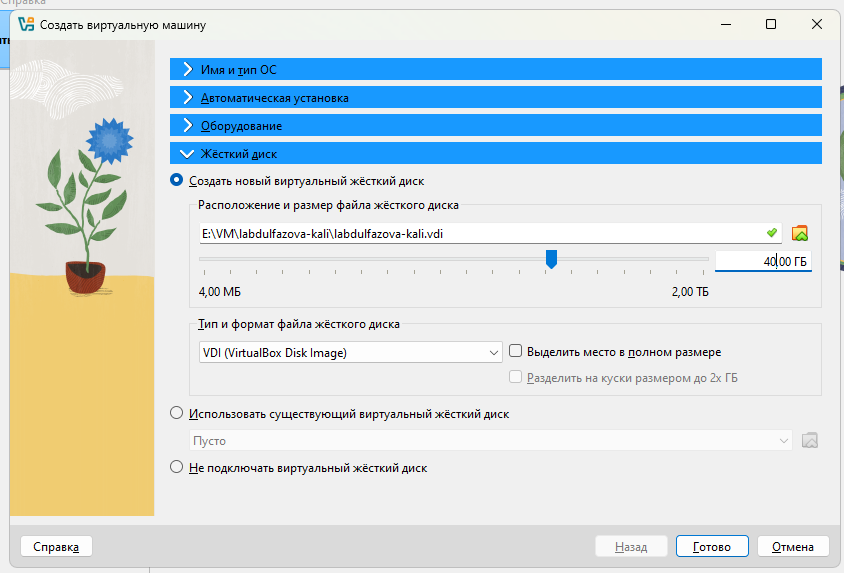 Справка
Создать виртуальную машину
Имя и тип ОС
Автоматическая установка
Оборудование
Жёсткий диск
Создать новый виртуальный жёсткий диск
Расположение и размер файла жёсткого диска
E:\VM\labdulfazova-kali\labdulfazova-kali.vdi
40,00 ГБ
4,00 МБ 2,00 ТБ
Тип и формат файла жёсткого диска
VDI (VirtualBox Disk Image) Выделить место в полном размере
Разделить на куски размером до 2х ГБ
Использовать существующий виртуальный жёсткий диск
Пусто
Не подключать виртуальный жёсткий диск
Справка Назад Готово Отмена